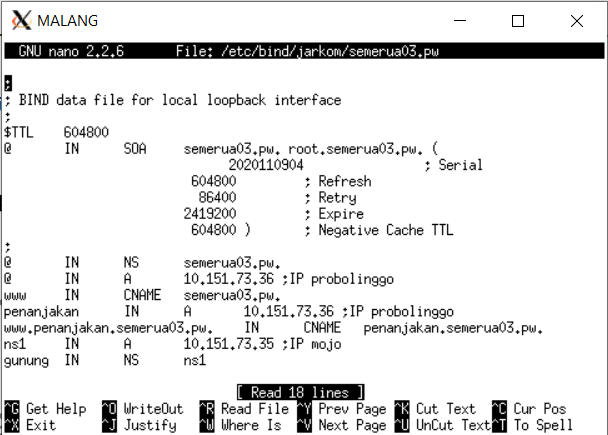 MALANG
GNU nano 2.2.6 File: /etc/bind/jarkom/semerua03.pw
;
; BIND data file for local loopback interface
;
$TTL 604800
@ IN SOA semerua03.pw. root.semerua03.pw. (
2020110904 ; Serial
604800 ; Refresh
86400 ; Retry
2419200 ; Expire
604800 ) ; Negative Cache TTL
;
@ IN NS semerua03.pw.
@ IN A 10.151.73.36 ;IP probolinggo
www IN CNAME semerua03.pw.
penanjakan IN A 10.151.73.36 ;IP probolinggo
www.penanjakan.semerua03.pw. IN CNAME penanjakan.semerua03.pw.
ns1 IN A 10.151.73.35 ;IP mojo
gunung IN NS ns1
[ Read 18 lines ]
^G Get Help ^O WriteOut ^R Read File ^Y Prev Page ^K Cut Text ^C Cur Pos
^X Exit ^J Justify ^W Where Is ^V Next Page ^U UnCut Text ^T To Spell